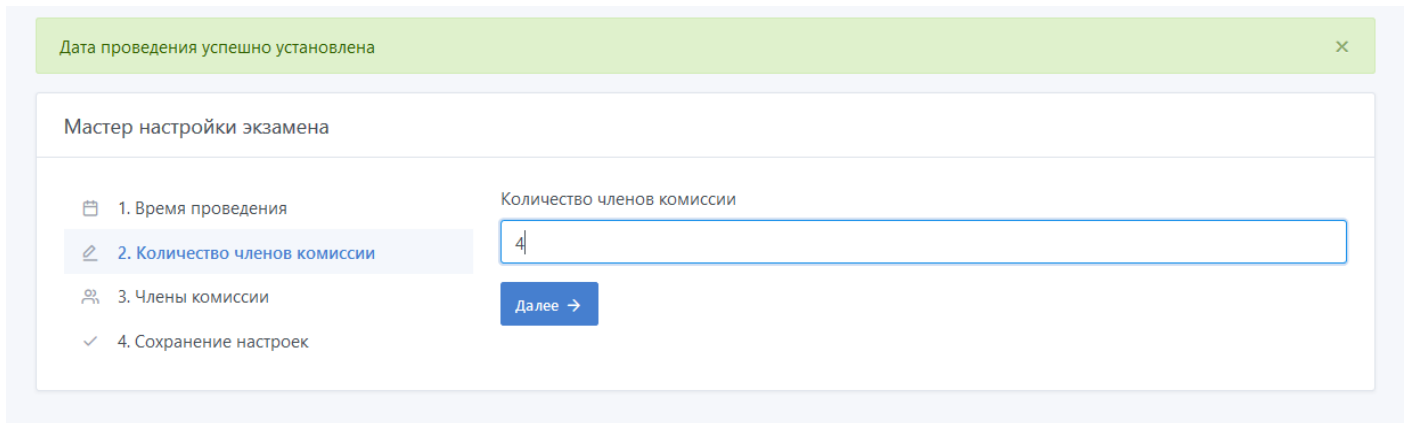 Дата проведения успешно установлена
Мастер настройки экзамена
1. Время проведения
2. Количество членов комиссии
3. Члены комиссии
4. Сохранение настроек
Количество членов комиссии
4
Далее →